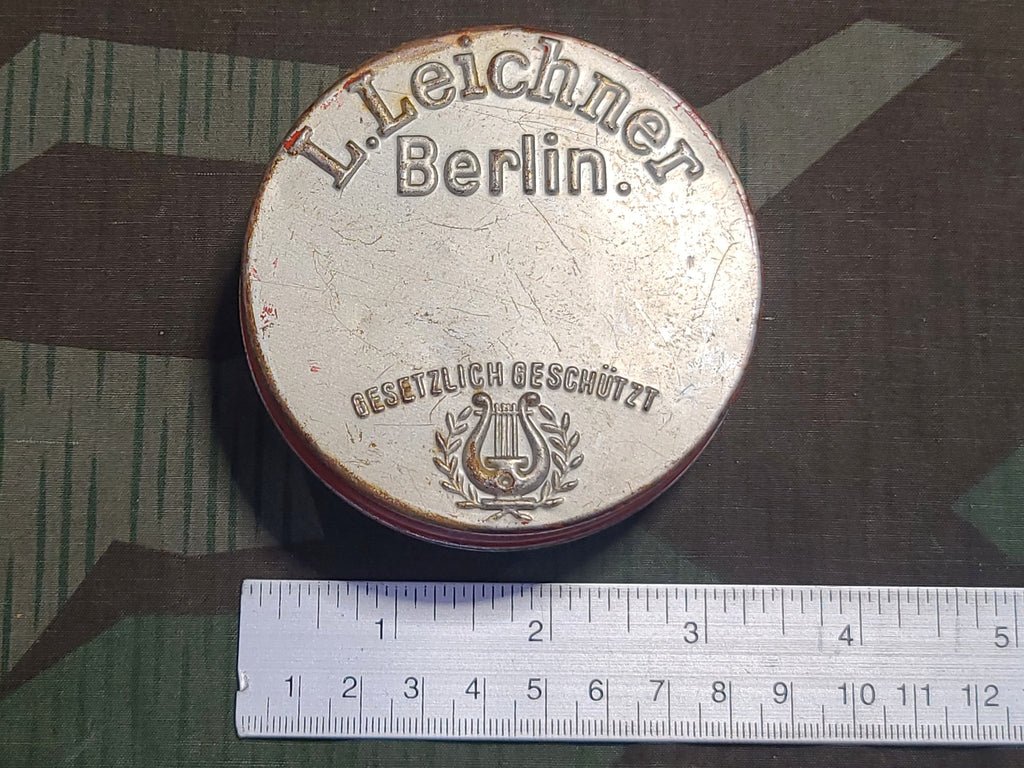 L. Leichner
Berlin.
GESETZLICH GESCHÜTZT
1 2 3 4 5
1 2 3 4 5 6 7 8 9 10 11 12